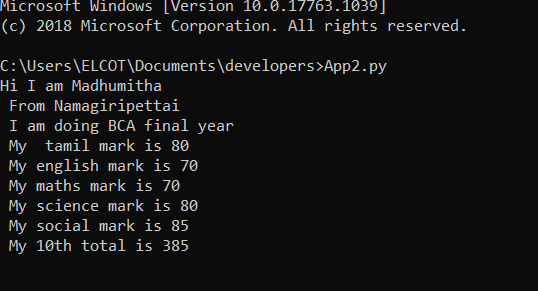 Microsoft Windows [Version 10.0.17763.1039]
(c) 2018 Microsoft Corporation. All rights reserved.
C:\Users\ELCOT\Documents\developers>App2.py
Hi I am Madhumitha
 From Namagiripettai
 I am doing BCA final year
 My  tamil mark is 80
 My english mark is 70
 My maths mark is 70
 My science mark is 80
 My social mark is 85
 My 10th total is 385